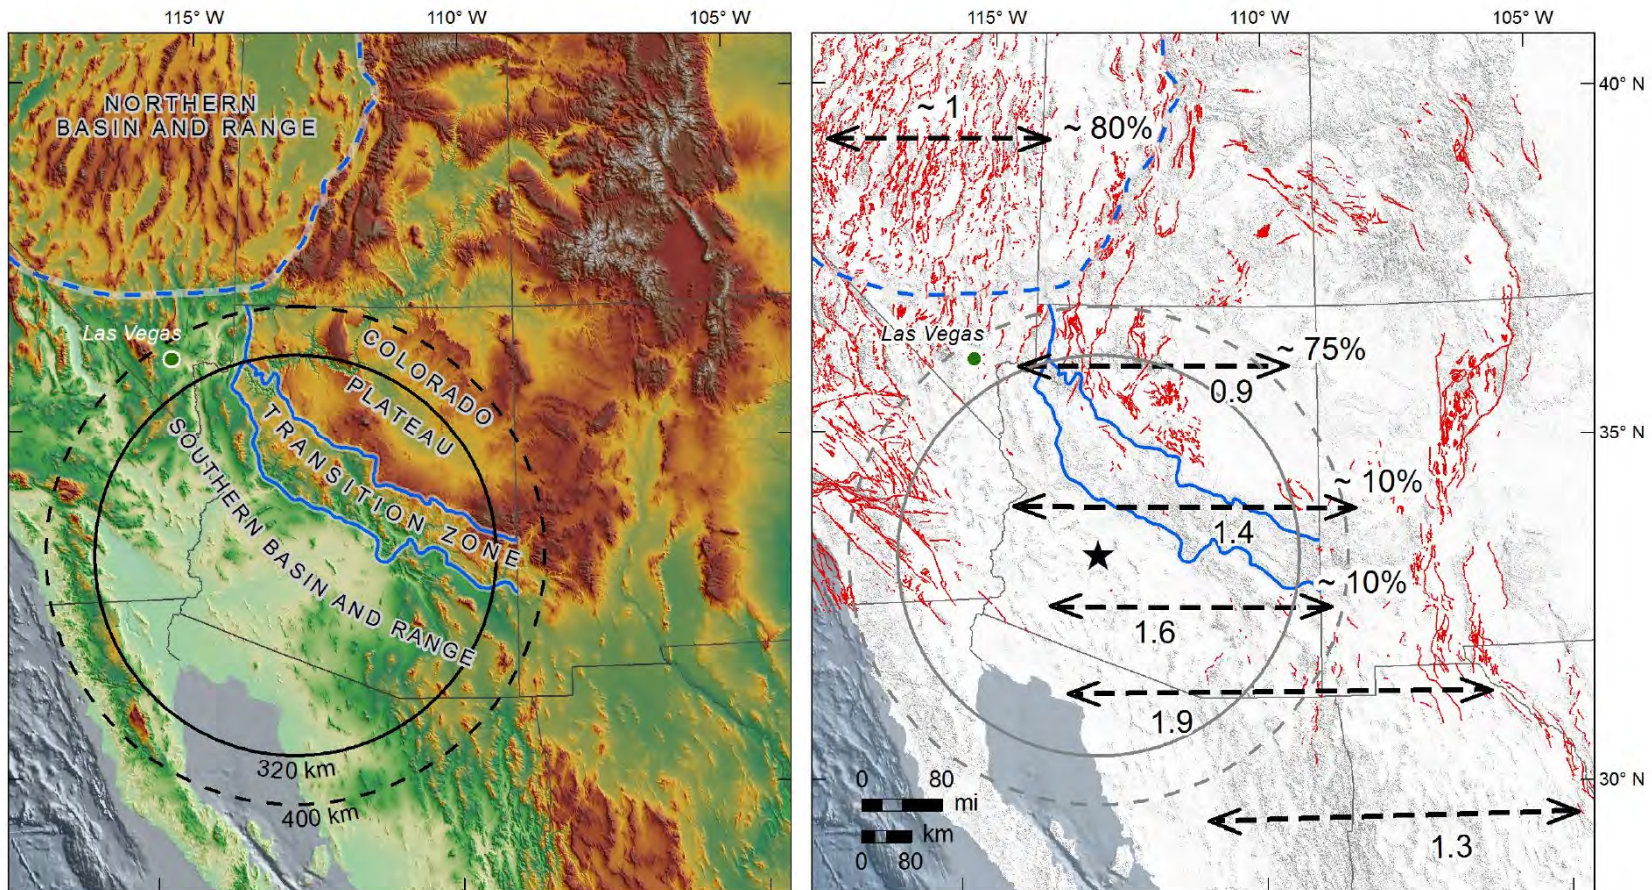 115° W
110° W
105° W
115° W
110° W
105° W
NORTHERN
BASIN AND RANGE
Las Vegas
COLORADO
PLATEAU
TRANSITION ZONE
SOUTHERN BASIN AND RANGE
320 km
400 km
~ 1
~ 80%
40° N
Las Vegas
~ 75%
0.9
35° N
~ 10%
1.4
~ 10%
1.6
1.9
0 80
mi
30° N
km
0 80
1.3